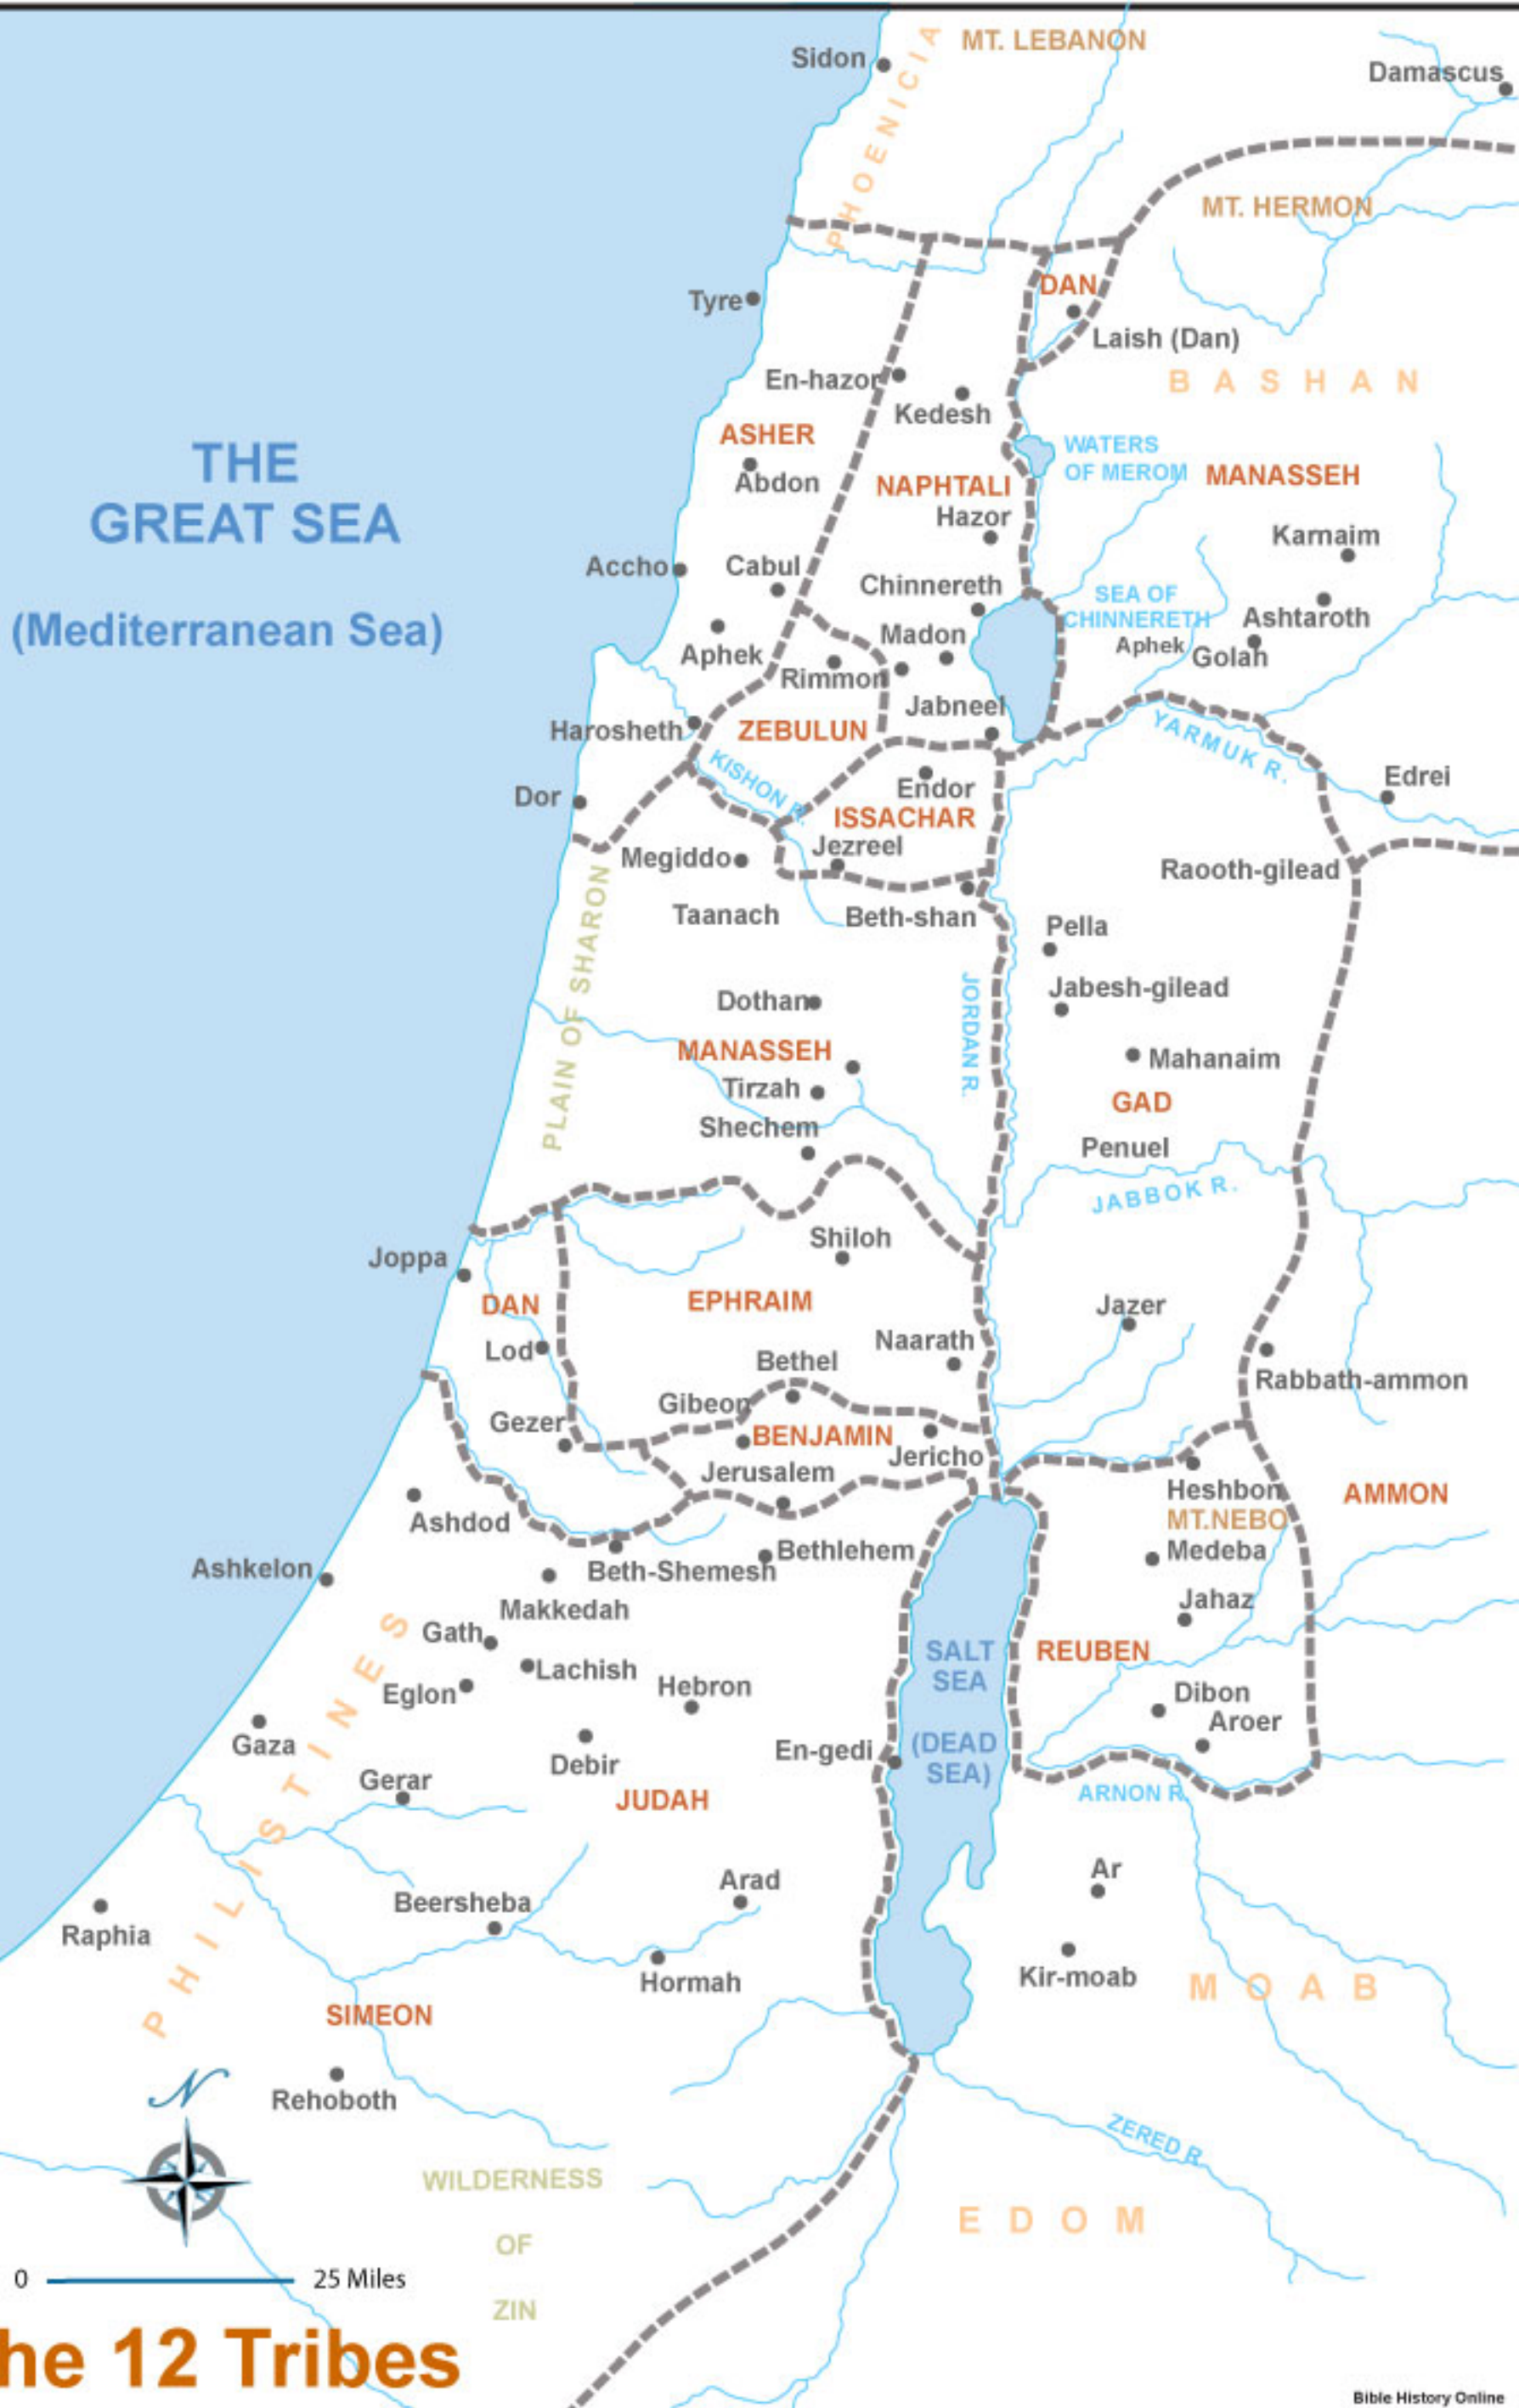 MT. LEBANON
Sidon
PHOENICIA
Damascus
MT. HERMON
DAN
Tyre
Laish (Dan)
En-hazor
BASHAN
Kedesh
ASHER
THE
GREAT SEA
(Mediterranean Sea)
WATERS
OF MEROM
MANASSEH
Abdon
NAPHTALI
Hazor
Karnaim
Accho
Cabul
Chinnereth
SEA OF
CHINNERETH
Ashtaroth
Madon
Aphek
Aphek
Golah
Rimmon
Jabneel
Harosheth
ZEBULUN
YARMUK R.
KISHON R.
Endor
Edrei
Dor
ISSACHAR
Jezreel
Megiddo
Raooth-gilead
Taanach
Beth-shan
Pella
PLAIN OF SHARON
Jabesh-gilead
Dothan
JORDAN R.
MANASSEH
Mahanaim
Tirzah
GAD
Shechem
Penuel
JABBOK R.
Shiloh
Joppa
DAN
EPHRAIM
Jazer
Naarath
Lod
Bethel
Rabbath-ammon
Gibeon
Gezer
BENJAMIN
Jericho
Jerusalem
Heshbon
AMMON
MT.NEBO
Ashdod
Bethlehem
Medeba
Ashkelon
Beth-Shemesh
Jahaz
Makkedah
Gath
SALT
SEA
(DEAD
SEA)
REUBEN
Lachish
Eglon
Hebron
Dibon
Aroer
Gaza
En-gedi
Debir
Gerar
JUDAH
ARNON R.
PHILISTINES
Ar
Arad
Beersheba
Raphia
Kir-moab
Hormah
MOAB
SIMEON
N
Rehoboth
ZERED R.
WILDERNESS
OF
ZIN
EDOM
0 25 Miles
he 12 Tribes
Bible History Online